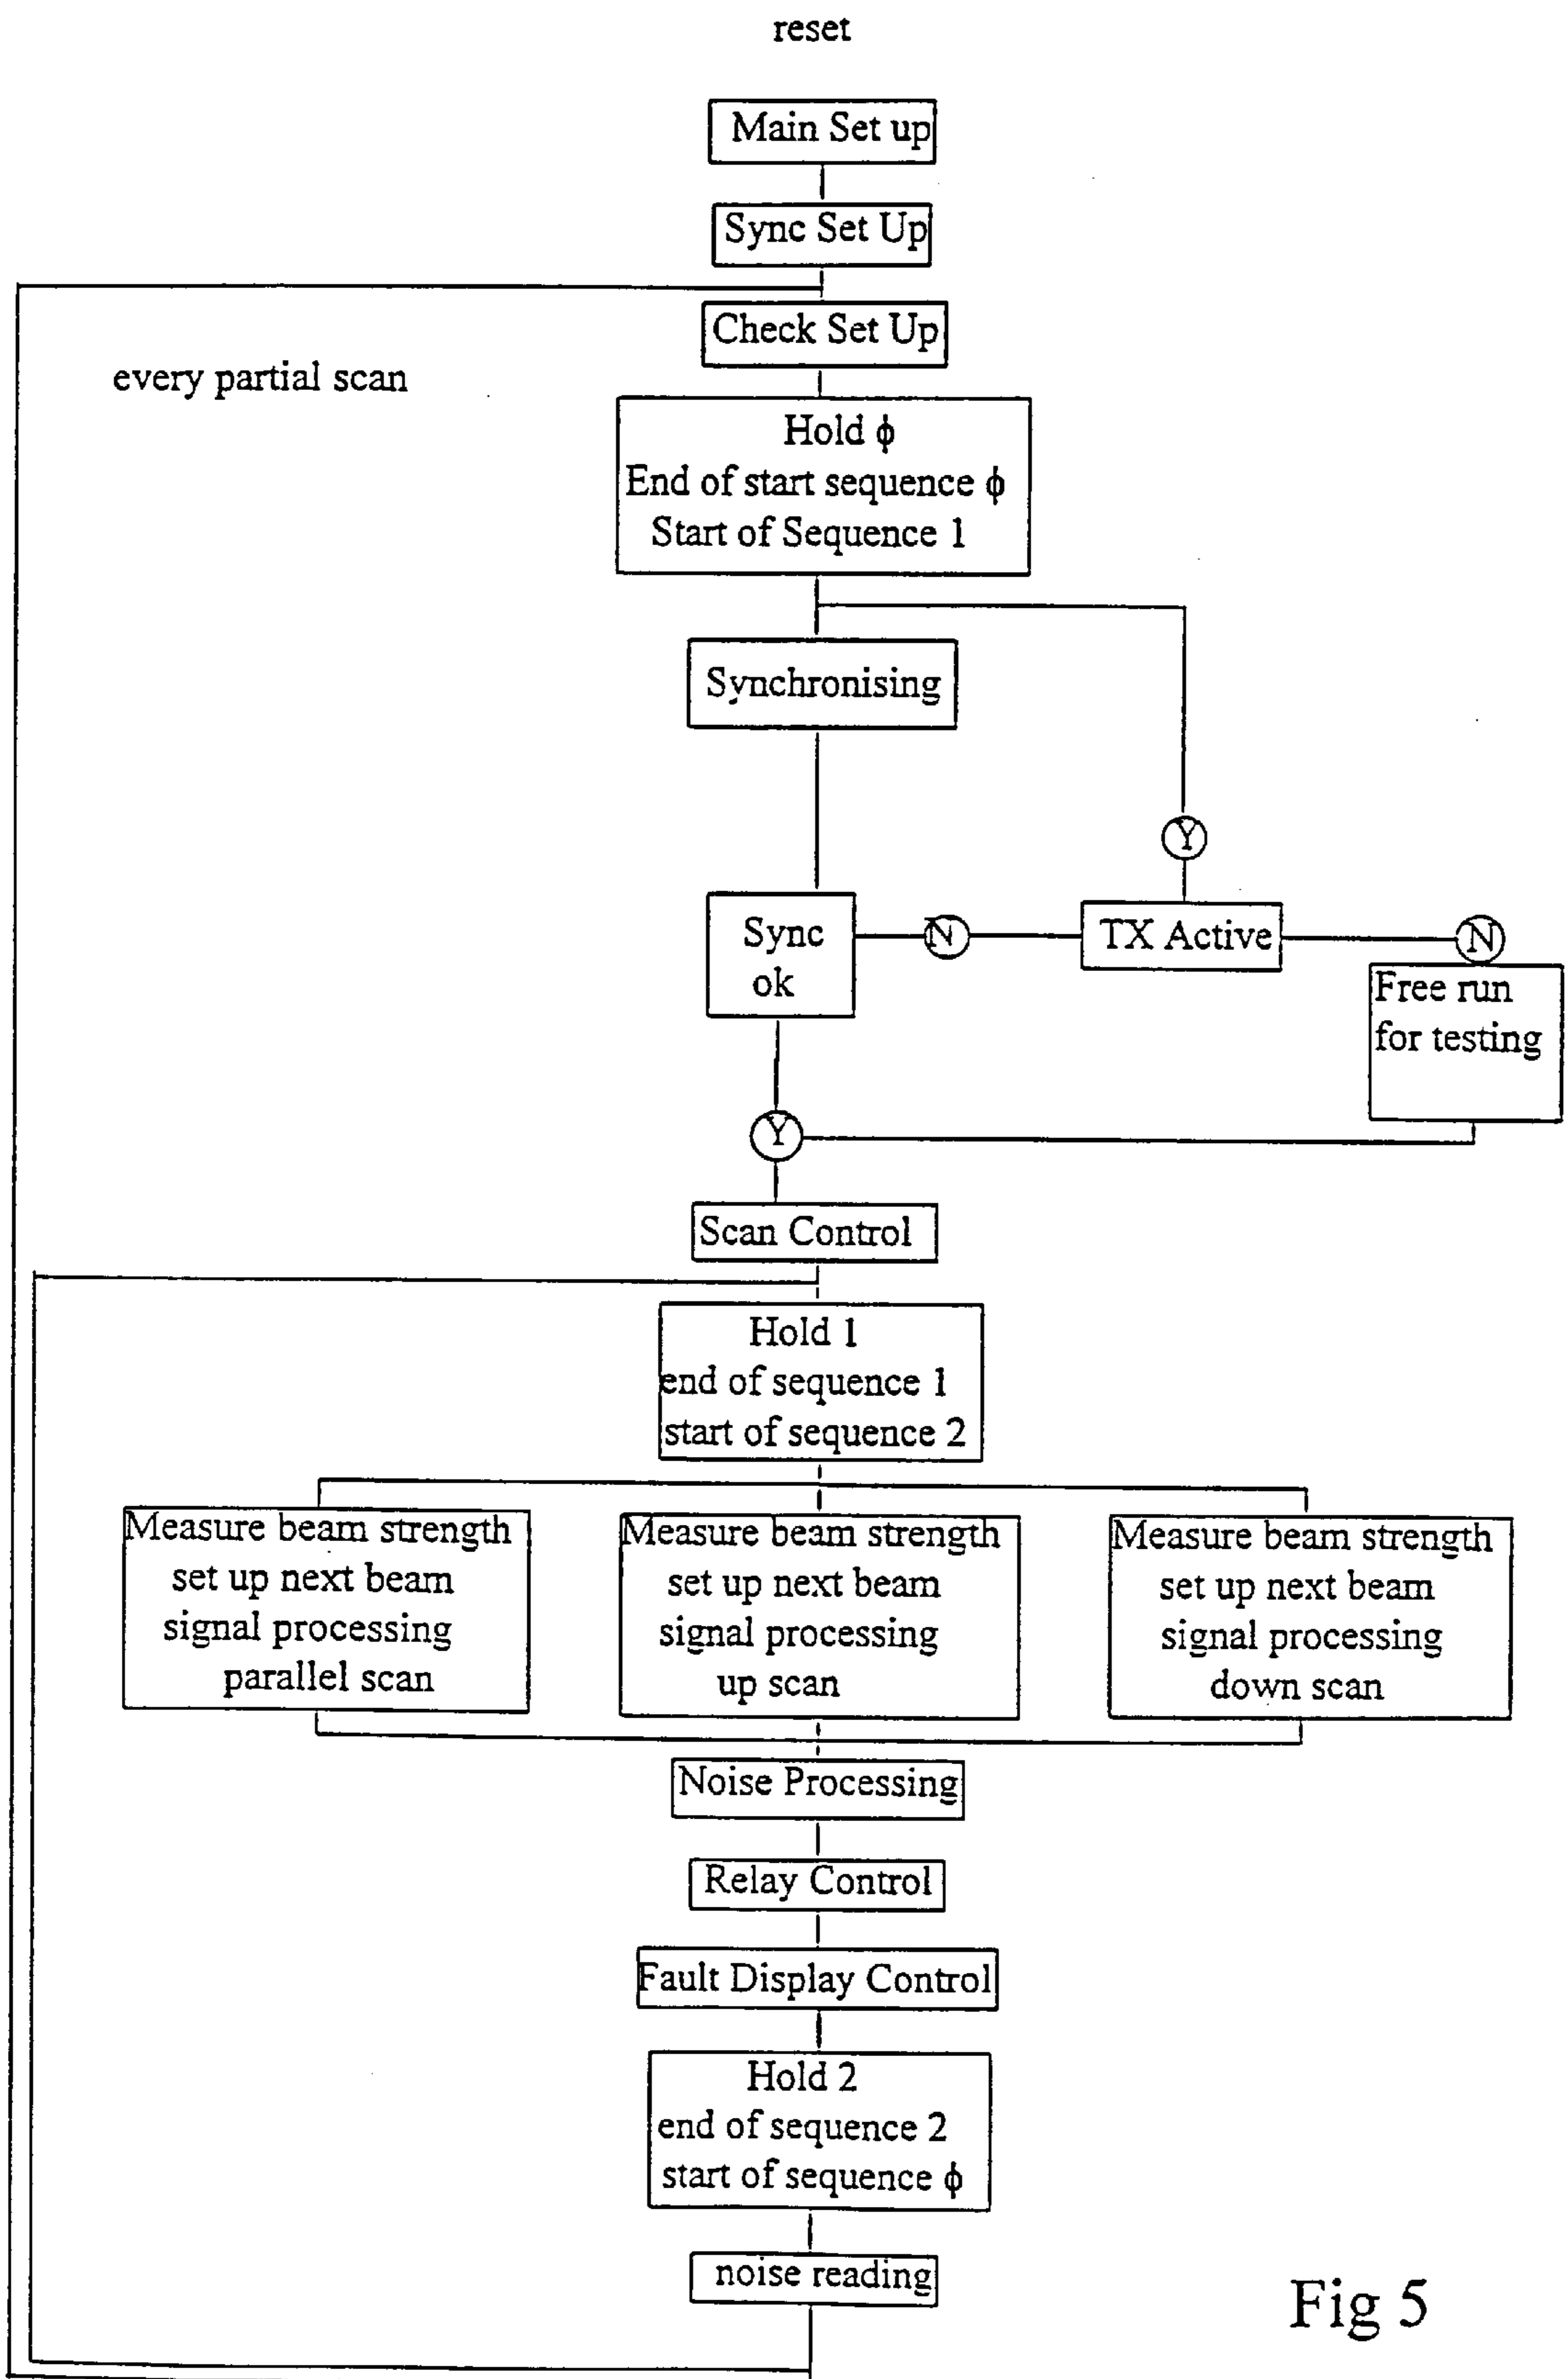 reset
Main Set up
Sync Set Up
Check Set Up
every partial scan
Hold ϕ
End of start sequence ϕ
Start of Sequence 1
Synchronising
Y
Sync
ok
N
TX Active
N
Free run
for testing
Y
Scan Control
Hold 1
end of sequence 1
start of sequence 2
Measure beam strength
set up next beam
signal processing
parallel scan
Measure beam strength
set up next beam
signal processing
up scan
Measure beam strength
set up next beam
signal processing
down scan
Noise Processing
Relay Control
Fault Display Control
Hold 2
end of sequence 2
start of sequence ϕ
noise reading
Fig 5